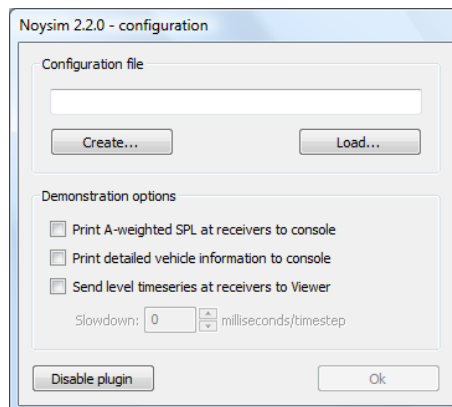 Noysim 2.2.0 - configuration
Configuration file
Create... Load...
Demonstration options
Print A-weighted SPL at receivers to console
Print detailed vehicle information to console
Send level timeseries at receivers to Viewer
Slowdown: 0 milliseconds/timestep
Disable plugin Ok